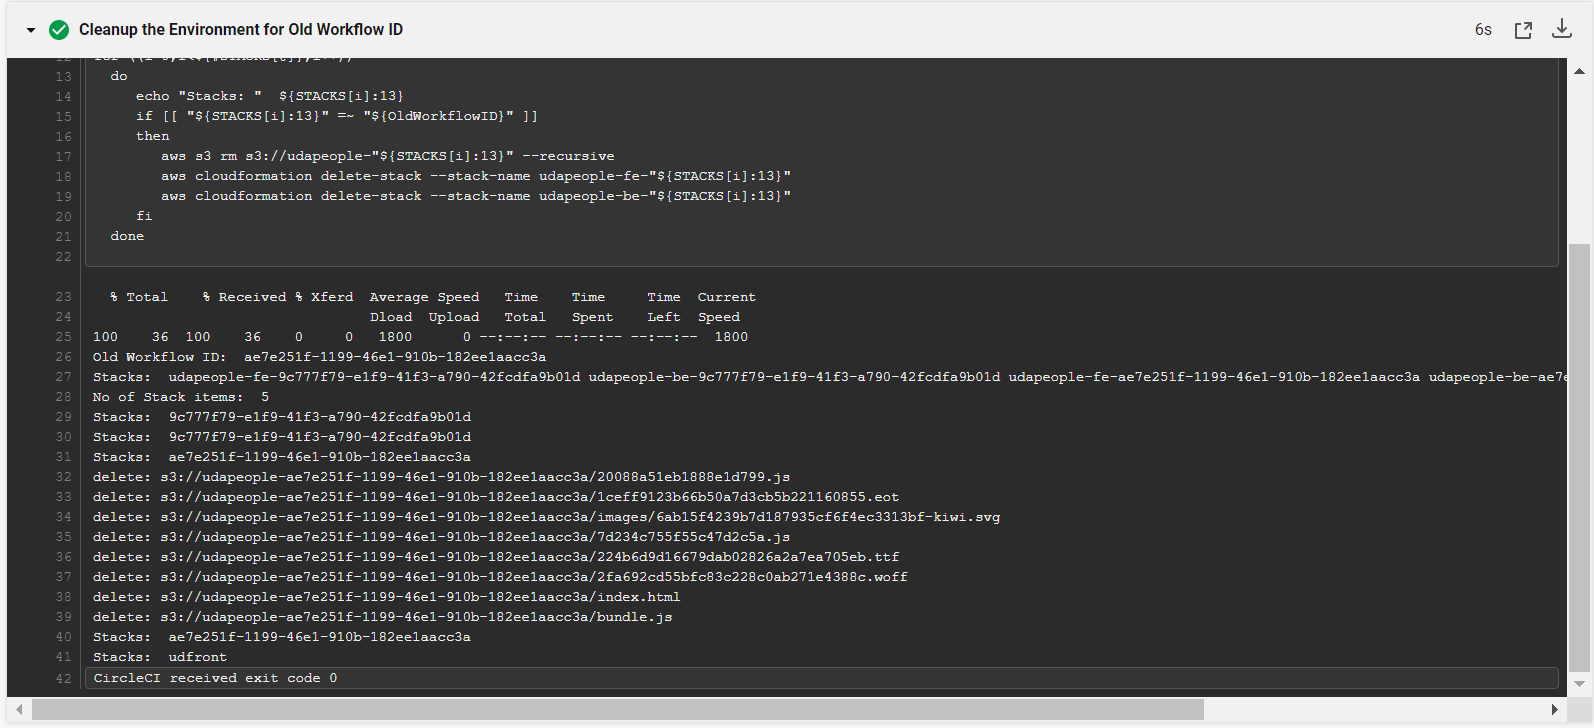 Cleanup the Environment for Old Workflow ID 6s
13 do
14 echo "Stacks: " ${STACKS[i]:13}
15 if [[ "${STACKS[i]:13}" =~ "${OldWorkflowID}" ]]
16 then
17 aws s3 rm s3://udapeople-"${STACKS[i]:13}" --recursive
18 aws cloudformation delete-stack --stack-name udapeople-fe-"${STACKS[i]:13}"
19 aws cloudformation delete-stack --stack-name udapeople-be-"${STACKS[i]:13}"
20 fi
21 done
22
23 % Total % Received % Xferd Average Speed Time Time Time Current
24 Dload Upload Total Spent Left Speed
25 100 36 100 36 0 0 1800 0 --:--:-- --:--:-- --:--:-- 1800
26 Old Workflow ID: ae7e251f-1199-46e1-910b-182ee1aacc3a
27 Stacks: udapeople-fe-9c777f79-e1f9-41f3-a790-42fcdfa9b01d udapeople-be-9c777f79-e1f9-41f3-a790-42fcdfa9b01d udapeople-fe-ae7e251f-1199-46e1-910b-182ee1aacc3a udapeople-be-ae7e
28 No of Stack items: 5
29 Stacks: 9c777f79-e1f9-41f3-a790-42fcdfa9b01d
30 Stacks: 9c777f79-e1f9-41f3-a790-42fcdfa9b01d
31 Stacks: ae7e251f-1199-46e1-910b-182ee1aacc3a
32 delete: s3://udapeople-ae7e251f-1199-46e1-910b-182ee1aacc3a/20088a51eb1888e1d799.js
33 delete: s3://udapeople-ae7e251f-1199-46e1-910b-182ee1aacc3a/1ceff9123b66b50a7d3cb5b221160855.eot
34 delete: s3://udapeople-ae7e251f-1199-46e1-910b-182ee1aacc3a/images/6ab15f4239b7d187935cf6f4ec3313bf-kiwi.svg
35 delete: s3://udapeople-ae7e251f-1199-46e1-910b-182ee1aacc3a/7d234c755f55c47d2c5a.js
36 delete: s3://udapeople-ae7e251f-1199-46e1-910b-182ee1aacc3a/224b6d9d16679dab02826a2a7ea705eb.ttf
37 delete: s3://udapeople-ae7e251f-1199-46e1-910b-182ee1aacc3a/2fa692cd55bfc83c228c0ab271e4388c.woff
38 delete: s3://udapeople-ae7e251f-1199-46e1-910b-182ee1aacc3a/index.html
39 delete: s3://udapeople-ae7e251f-1199-46e1-910b-182ee1aacc3a/bundle.js
40 Stacks: ae7e251f-1199-46e1-910b-182ee1aacc3a
41 Stacks: udfront
42 CircleCI received exit code 0